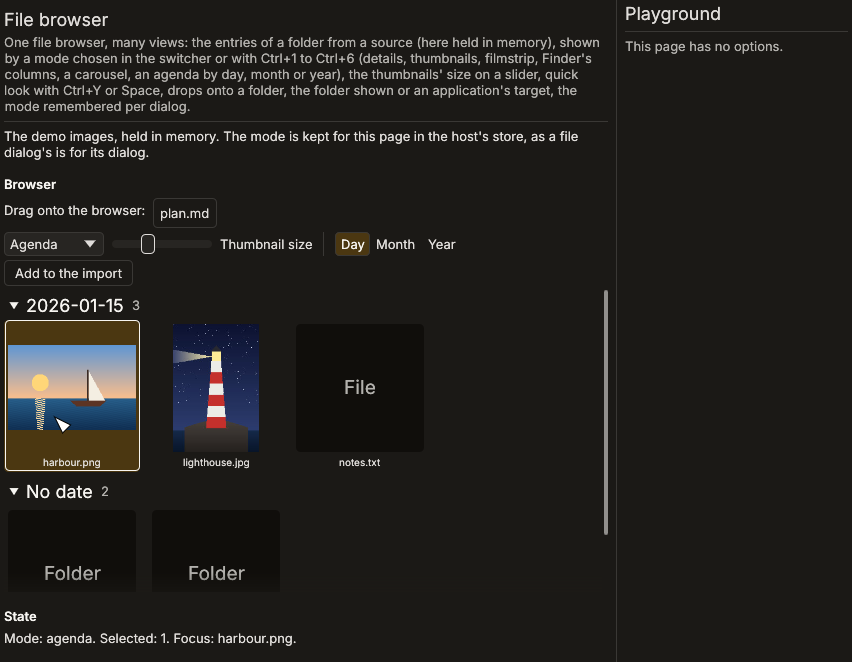 File browser
One file browser, many views: the entries of a folder from a source (here held in memory), shown
by a mode chosen in the switcher or with Ctrl+1 to Ctrl+6 (details, thumbnails, filmstrip, Finder's
columns, a carousel, an agenda by day, month or year), the thumbnails' size on a slider, quick
look with Ctrl+Y or Space, drops onto a folder, the folder shown or an application's target, the
mode remembered per dialog.
The demo images, held in memory. The mode is kept for this page in the host's store, as a file
dialog's is for its dialog.
Browser
Drag onto the browser: plan.md
Agenda Thumbnail size Day Month Year
Add to the import
2026-01-15 3
File
harbour.png lighthouse.jpg notes.txt
No date 2
Folder Folder
State
Mode: agenda. Selected: 1. Focus: harbour.png.
Playground
This page has no options.